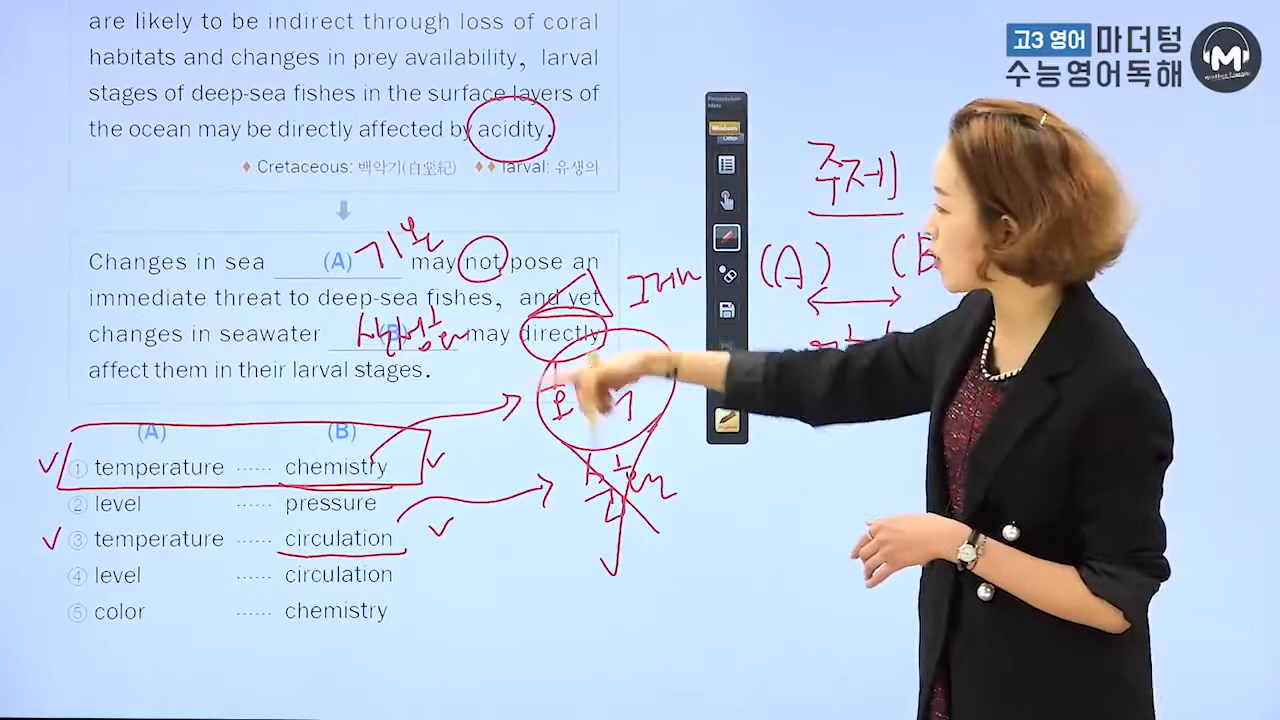 are likely to be indirect through loss of coral
habitats and changes in prey availability, larval
stages of deep-sea fishes in the surface layers of
the ocean may be directly affected by acidity.
♦ Cretaceous: 백악기(白堊紀) ♦♦ larval: 유생의
Changes in sea (A) may not pose an
immediate threat to deep-sea fishes, and yet
changes in seawater (B) may directly
affect them in their larval stages.
(A) (B)
① temperature ······ chemistry
② level ······ pressure
③ temperature ······ circulation
④ level ······ circulation
⑤ color ······ chemistry
주제
(A) (B
고3 영어 마더텅
수능영어독해
M